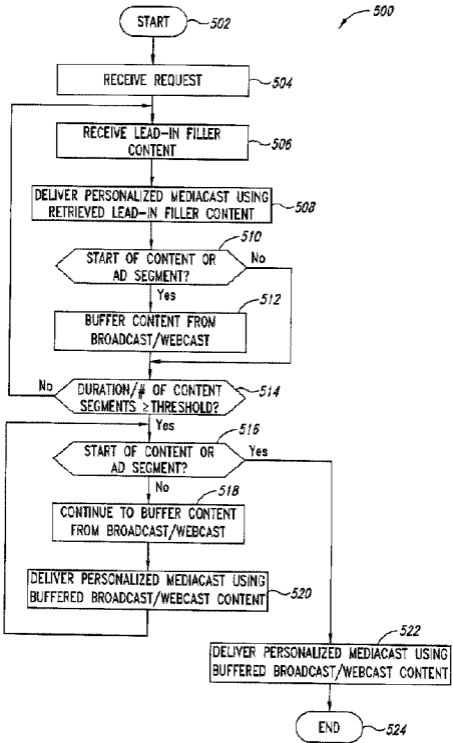 500
START
502
RECEIVE REQUEST
504
RECEIVE LEAD-IN FILLER
CONTENT
506
DELIVER PERSONALIZED MEDIACAST USING
RETRIEVED LEAD-IN FILLER CONTENT
508
510
START OF CONTENT OR
AD SEGMENT?
No
Yes
512
BUFFER CONTENT FROM
BROADCAST/WEBCAST
No
DURATION/# OF CONTENT
SEGMENTS ≥THRESHOLD?
514
Yes
516
START OF CONTENT OR
AD SEGMENT?
Yes
No
518
CONTINUE TO BUFFER CONTENT
FROM BROADCAST/WEBCAST
DELIVER PERSONALIZED MEDIACAST USING
BUFFERED BROADCAST/WEBCAST CONTENT
520
522
DELIVER PERSONALIZED MEDIACAST USING
BUFFERED BROADCAST/WEBCAST CONTENT
END
524